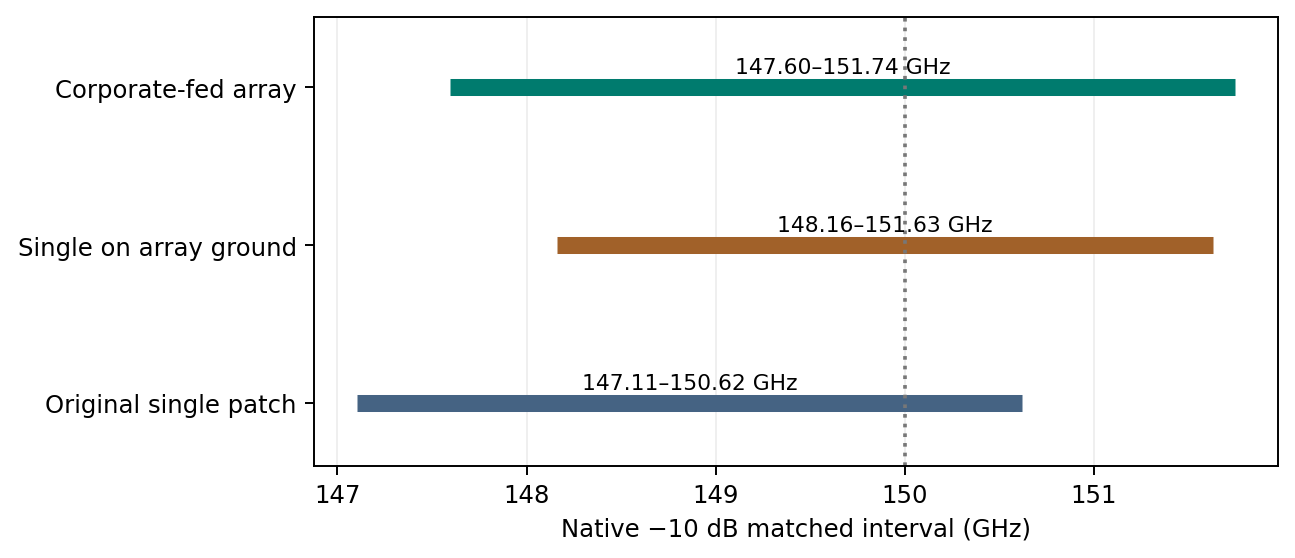 147.60–151.74 GHz
Corporate-fed array
148.16–151.63 GHz
Single on array ground
147.11–150.62 GHz
Original single patch
147 148 149 150 151
Native −10 dB matched interval (GHz)